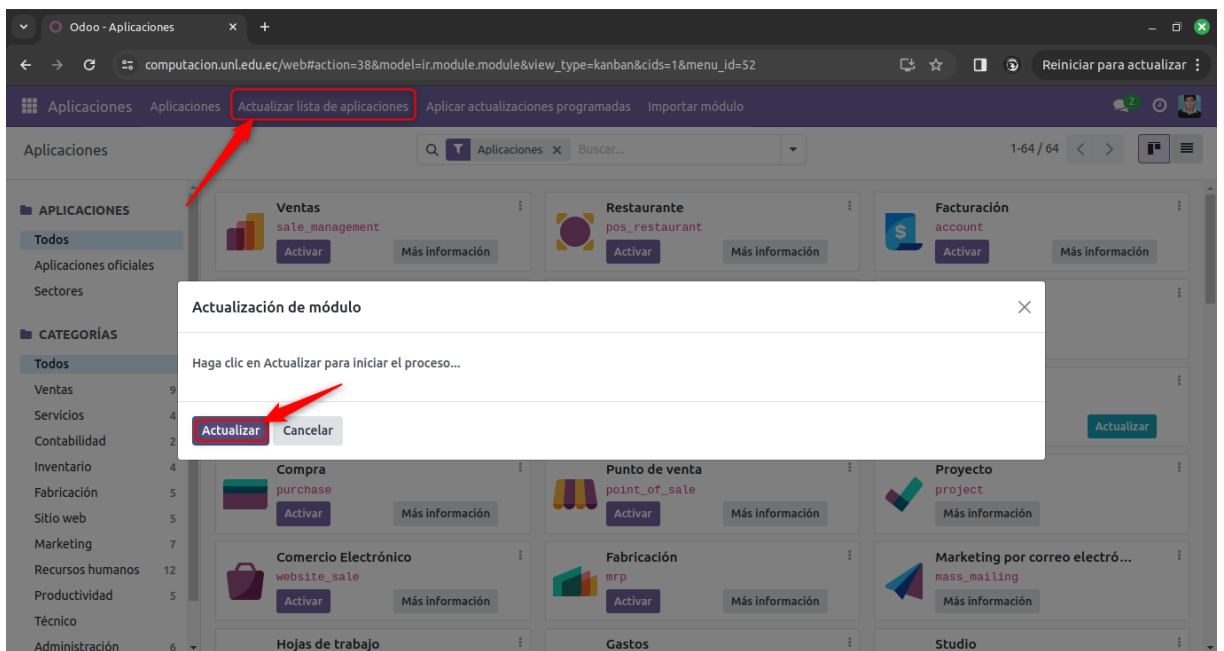 Odoo - Aplicaciones
computacion.unl.edu.ec/web#action=38&model=ir.module.module&view_type=kanban&cids=1&menu_id=52
Reiniciar para actualizar
Aplicaciones Aplicaciones Actualizar lista de aplicaciones Aplicar actualizaciones programadas Importar módulo 2
Aplicaciones Aplicaciones Buscar... 1-64 / 64
APLICACIONES
Todos
Aplicaciones oficiales
Sectores
CATEGORÍAS
Todos
Ventas 9
Servicios 4
Contabilidad 2
Inventario 4
Fabricación 5
Sitio web 5
Marketing 7
Recursos humanos 12
Productividad 5
Técnico
Administración 6
Ventas
sale_management
Activar Más información
Restaurante
pos_restaurant
Activar Más información
Facturación
account
Activar Más información
Actualización de módulo
Haga clic en Actualizar para iniciar el proceso...
Actualizar Cancelar
Actualizar
Compra
purchase
Activar Más información
Punto de venta
point_of_sale
Activar Más información
Proyecto
project
Más información
Comercio Electrónico
website_sale
Activar Más información
Fabricación
mrp
Activar Más información
Marketing por correo electró...
mass_mailing
Más información
Hojas de trabajo
Gastos
Studio